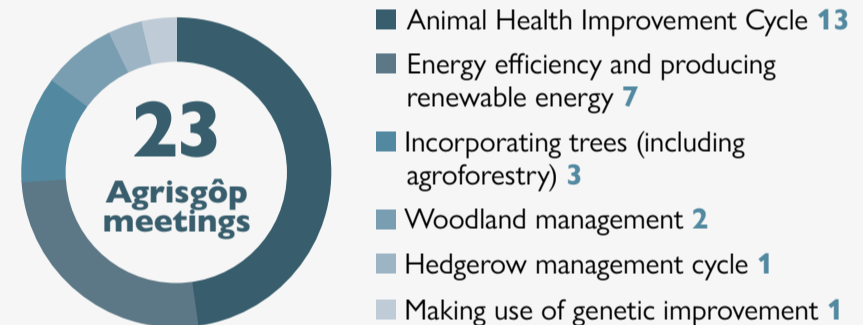 23
Agrisgôp
meetings
Animal Health Improvement Cycle 13
Energy efficiency and producing
renewable energy 7
Incorporating trees (including
agroforestry) 3
Woodland management 2
Hedgerow management cycle 1
Making use of genetic improvement 1